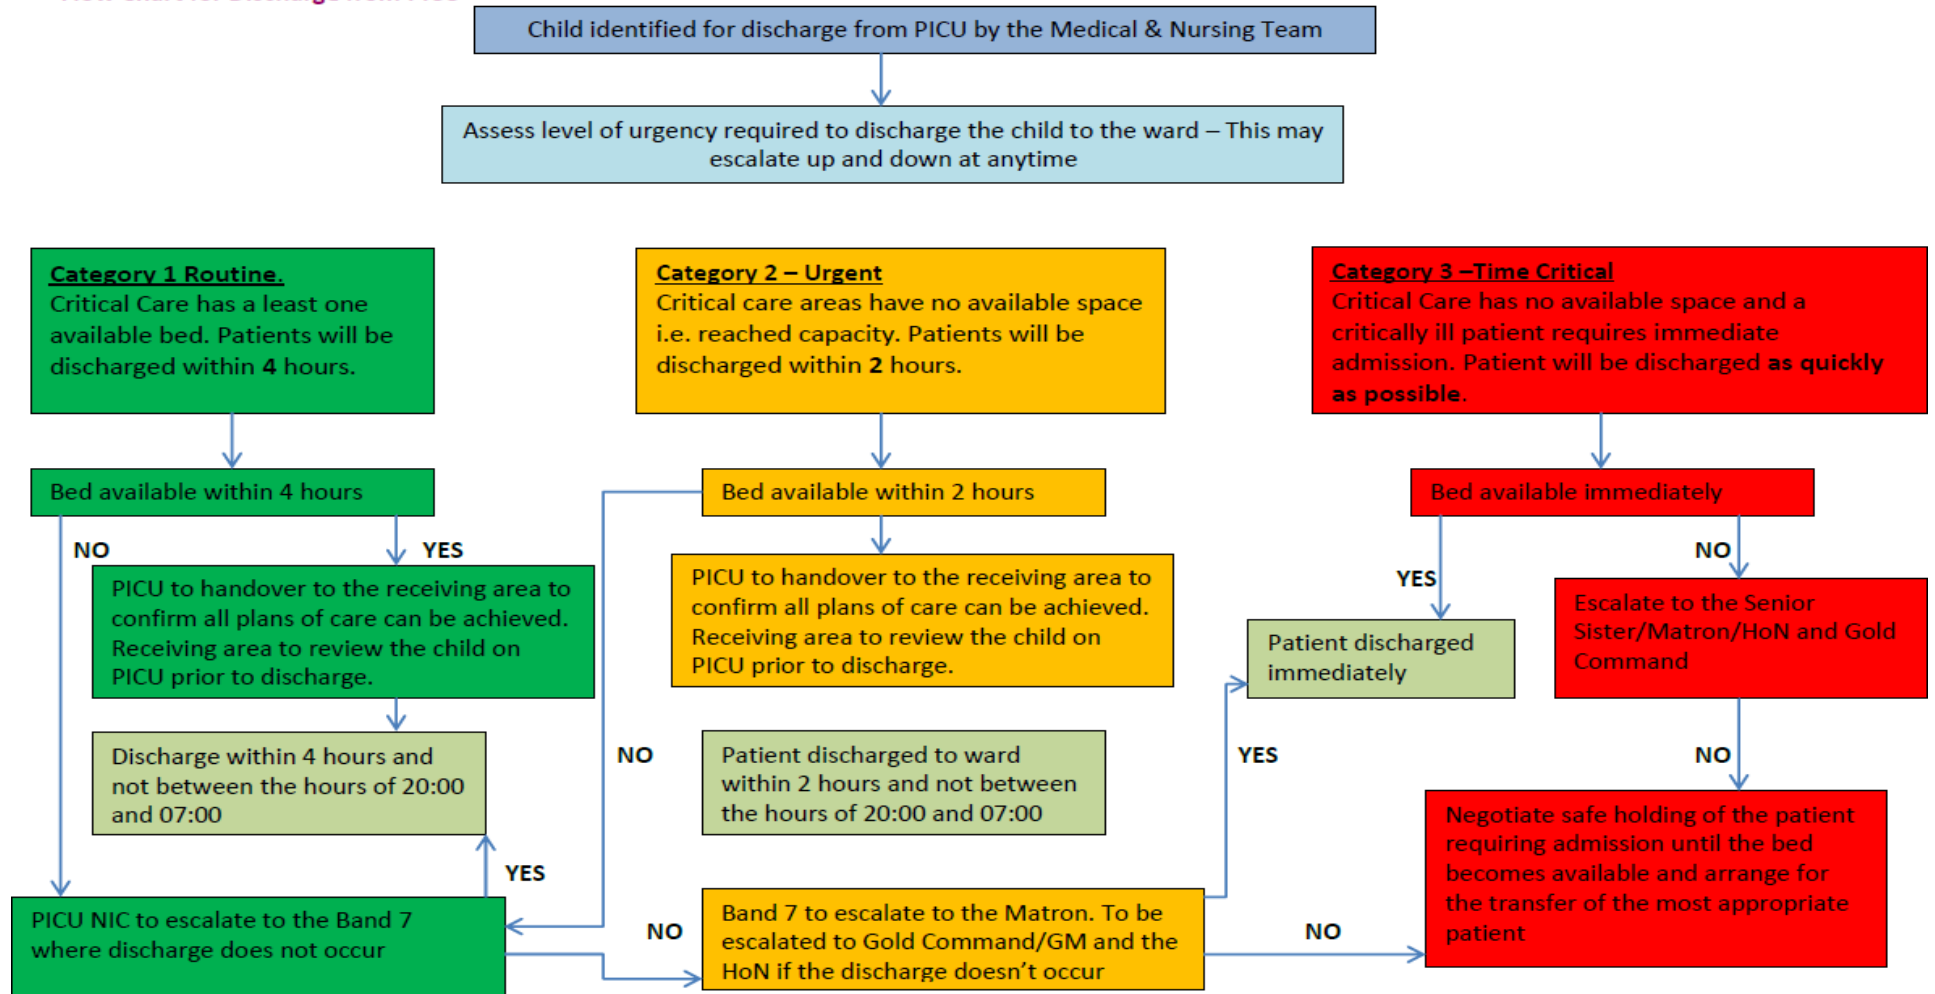 Child identified for discharge from PICU by the Medical & Nursing Team
Assess level of urgency required to discharge the child to the ward – This may
escalate up and down at anytime
Category 1 Routine.
Critical Care has a least one
available bed. Patients will be
discharged within 4 hours.
Category 2 – Urgent
Critical care areas have no available space
i.e. reached capacity. Patients will be
discharged within 2 hours.
Category 3 –Time Critical
Critical Care has no available space and a
critically ill patient requires immediate
admission. Patient will be discharged as quickly
as possible.
Bed available within 4 hours
Bed available within 2 hours
Bed available immediately
NO
YES
NO
YES
PICU to handover to the receiving area to
confirm all plans of care can be achieved.
Receiving area to review the child on
PICU prior to discharge.
PICU to handover to the receiving area to
confirm all plans of care can be achieved.
Receiving area to review the child on
PICU prior to discharge.
Patient discharged
immediately
Escalate to the Senior
Sister/Matron/HoN and Gold
Command
Discharge within 4 hours and
not between the hours of 20:00
and 07:00
NO
Patient discharged to ward
within 2 hours and not between
the hours of 20:00 and 07:00
YES
NO
YES
PICU NIC to escalate to the Band 7
where discharge does not occur
NO
Band 7 to escalate to the Matron. To be
escalated to Gold Command/GM and the
HoN if the discharge doesn't occur
NO
Negotiate safe holding of the patient
requiring admission until the bed
becomes available and arrange for
the transfer of the most appropriate
patient